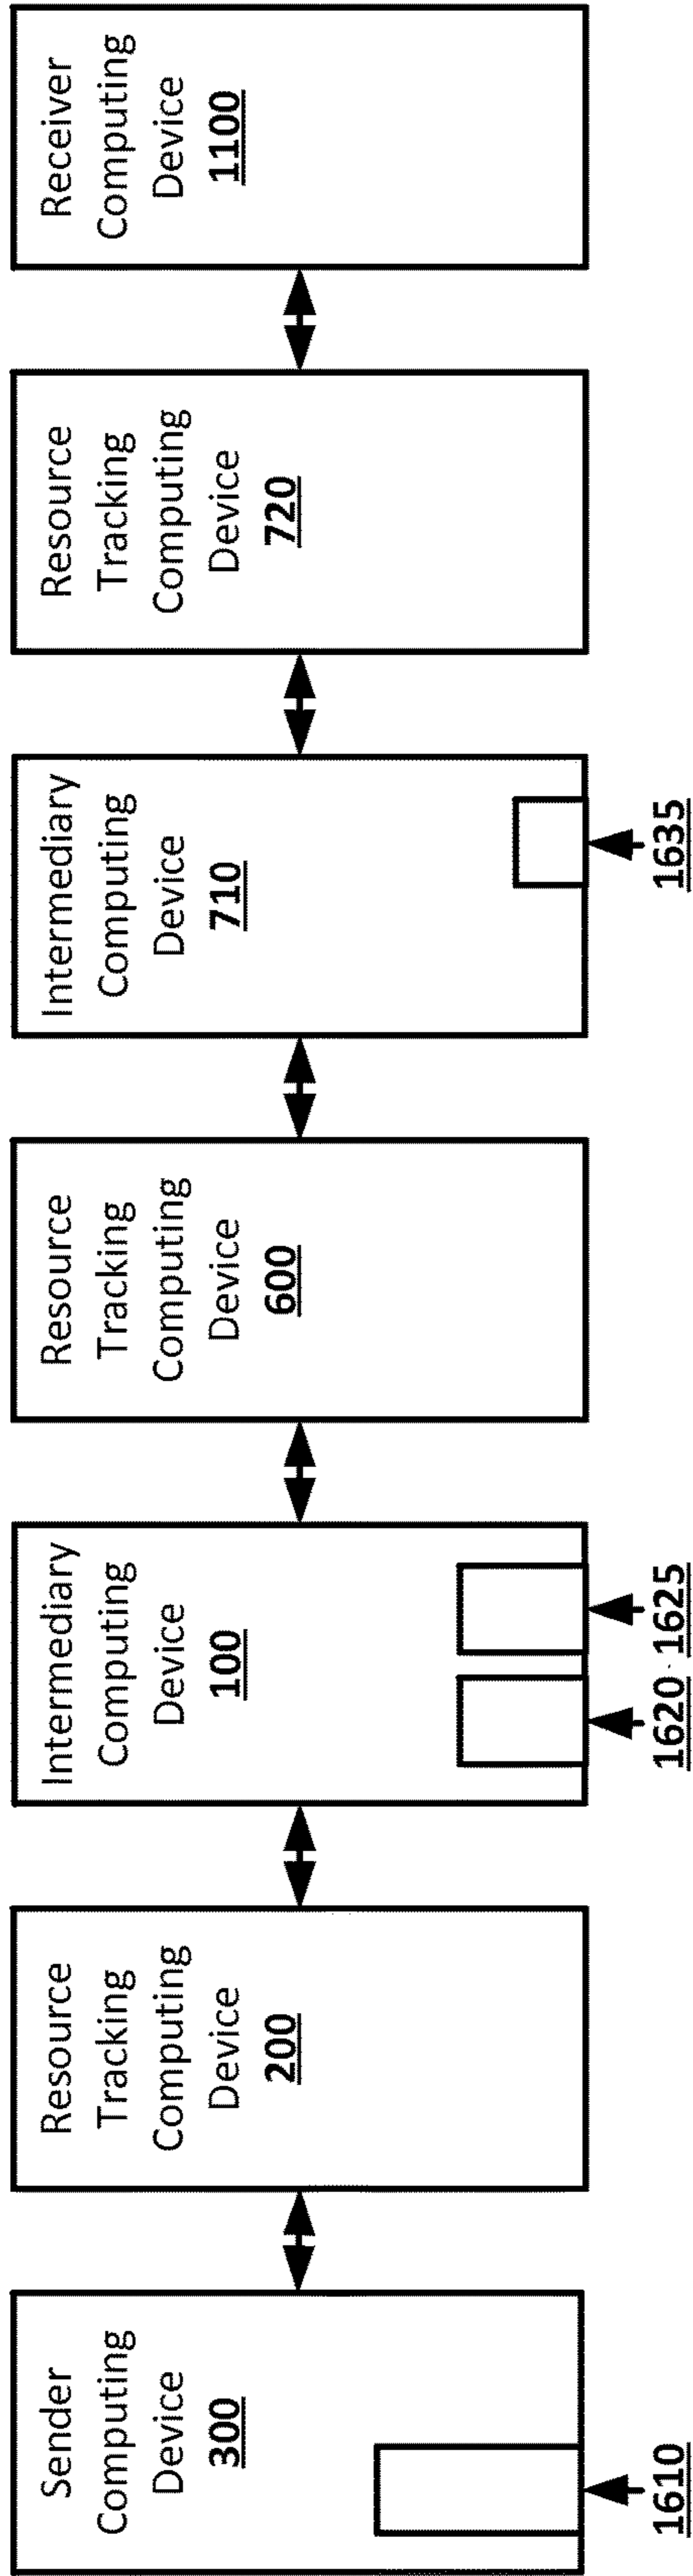 Sender
Computing
Device
300
1610
Resource
Tracking
Computing
Device
200
Intermediary
Computing
Device
100
1620
1625
Resource
Tracking
Computing
Device
600
Intermediary
Computing
Device
710
1635
Resource
Tracking
Computing
Device
720
Receiver
Computing
Device
1100